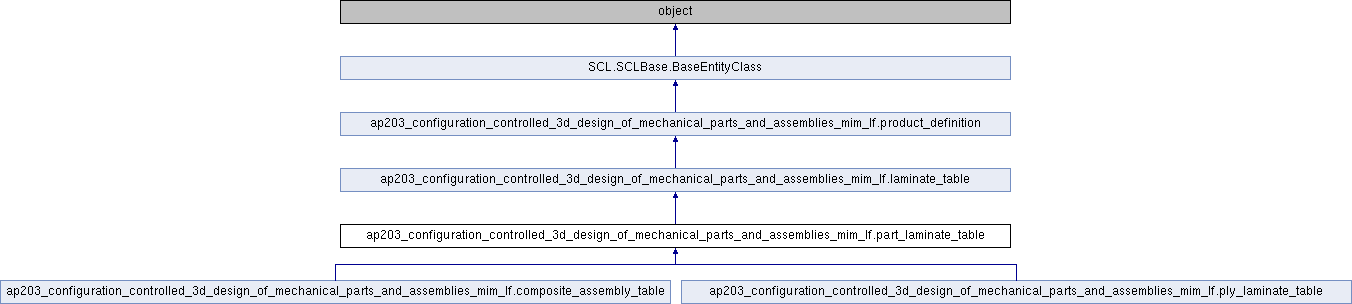 object
SCL.SCLBase.BaseEntityClass
ap203_configuration_controlled_3d_design_of_mechanical_parts_and_assemblies_mim_lf.product_definition
ap203_configuration_controlled_3d_design_of_mechanical_parts_and_assemblies_mim_lf.laminate_table
ap203_configuration_controlled_3d_design_of_mechanical_parts_and_assemblies_mim_lf.part_laminate_table
ap203_configuration_controlled_3d_design_of_mechanical_parts_and_assemblies_mim_lf.composite_assembly_table
ap203_configuration_controlled_3d_design_of_mechanical_parts_and_assemblies_mim_lf.ply_laminate_table